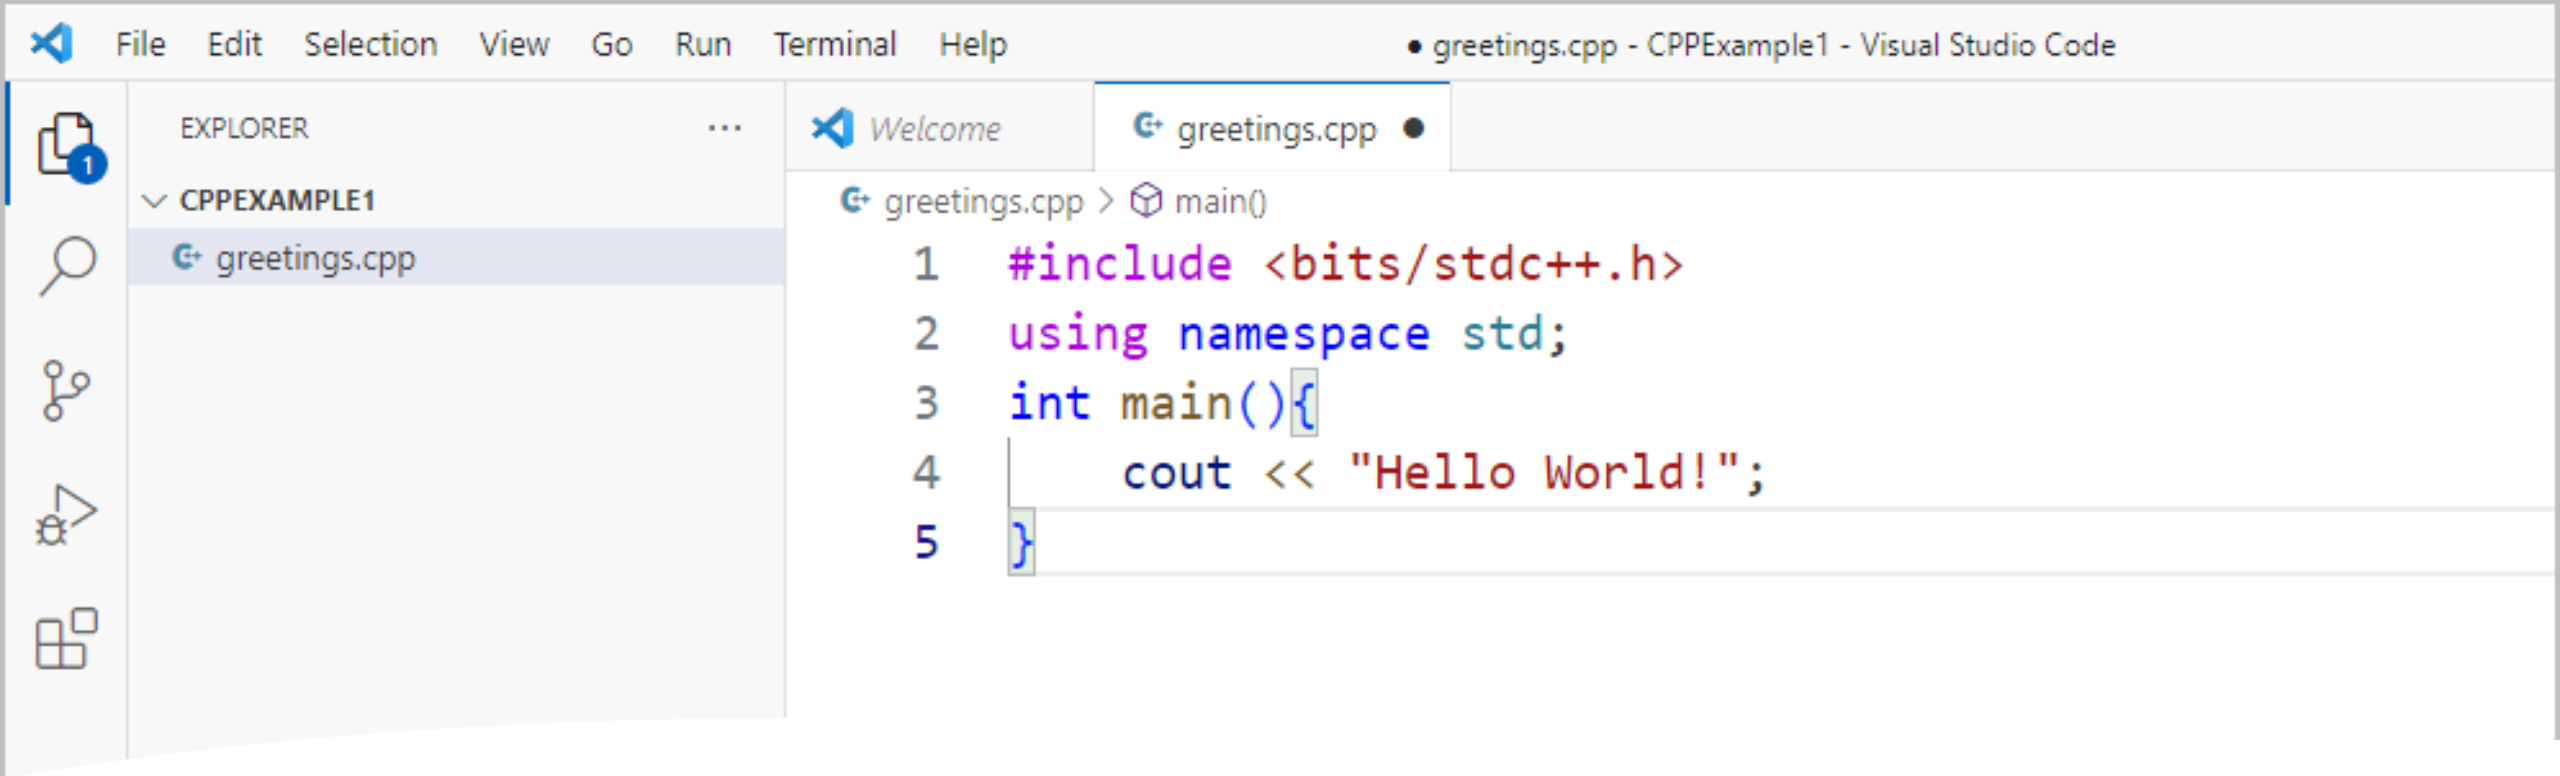 File Edit Selection View Go Run Terminal Help ● greetings.cpp - CPPExample1 - Visual Studio Code
EXPLORER ...
1
CPPEXAMPLE1
greetings.cpp
Welcome greetings.cpp ●
greetings.cpp > main()
1 #include <bits/stdc++.h>
2 using namespace std;
3 int main(){
4     cout << "Hello World!";
5 }